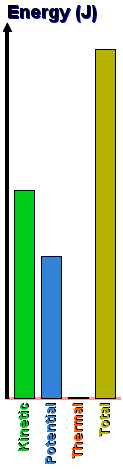 Energy (J)
Kinetic
Potential
Thermal
Total